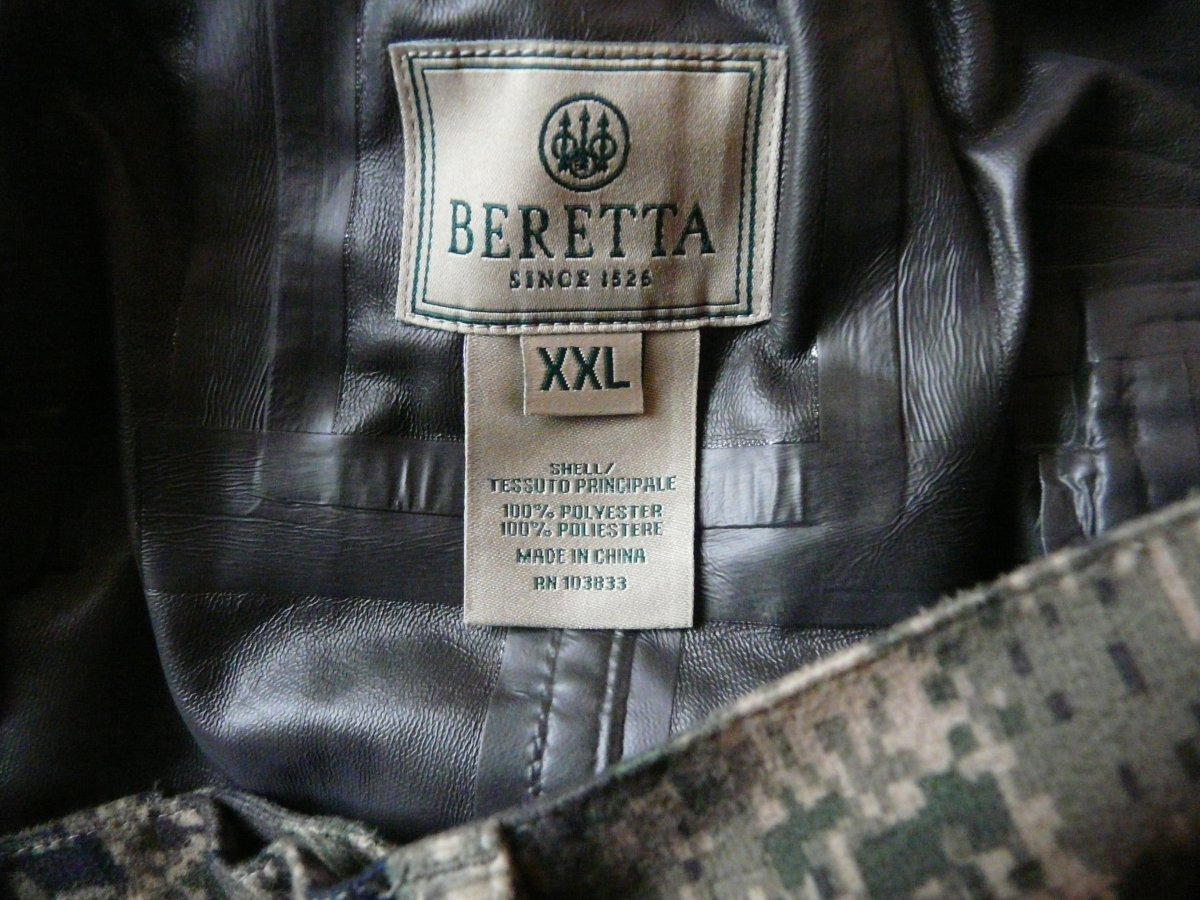 BERETTA
SINCE 1526
XXL
SHELL/
TESSUTO PRINCIPALE
100% POLYESTER
100% POLIESTERE
MADE IN CHINA
RN 103833